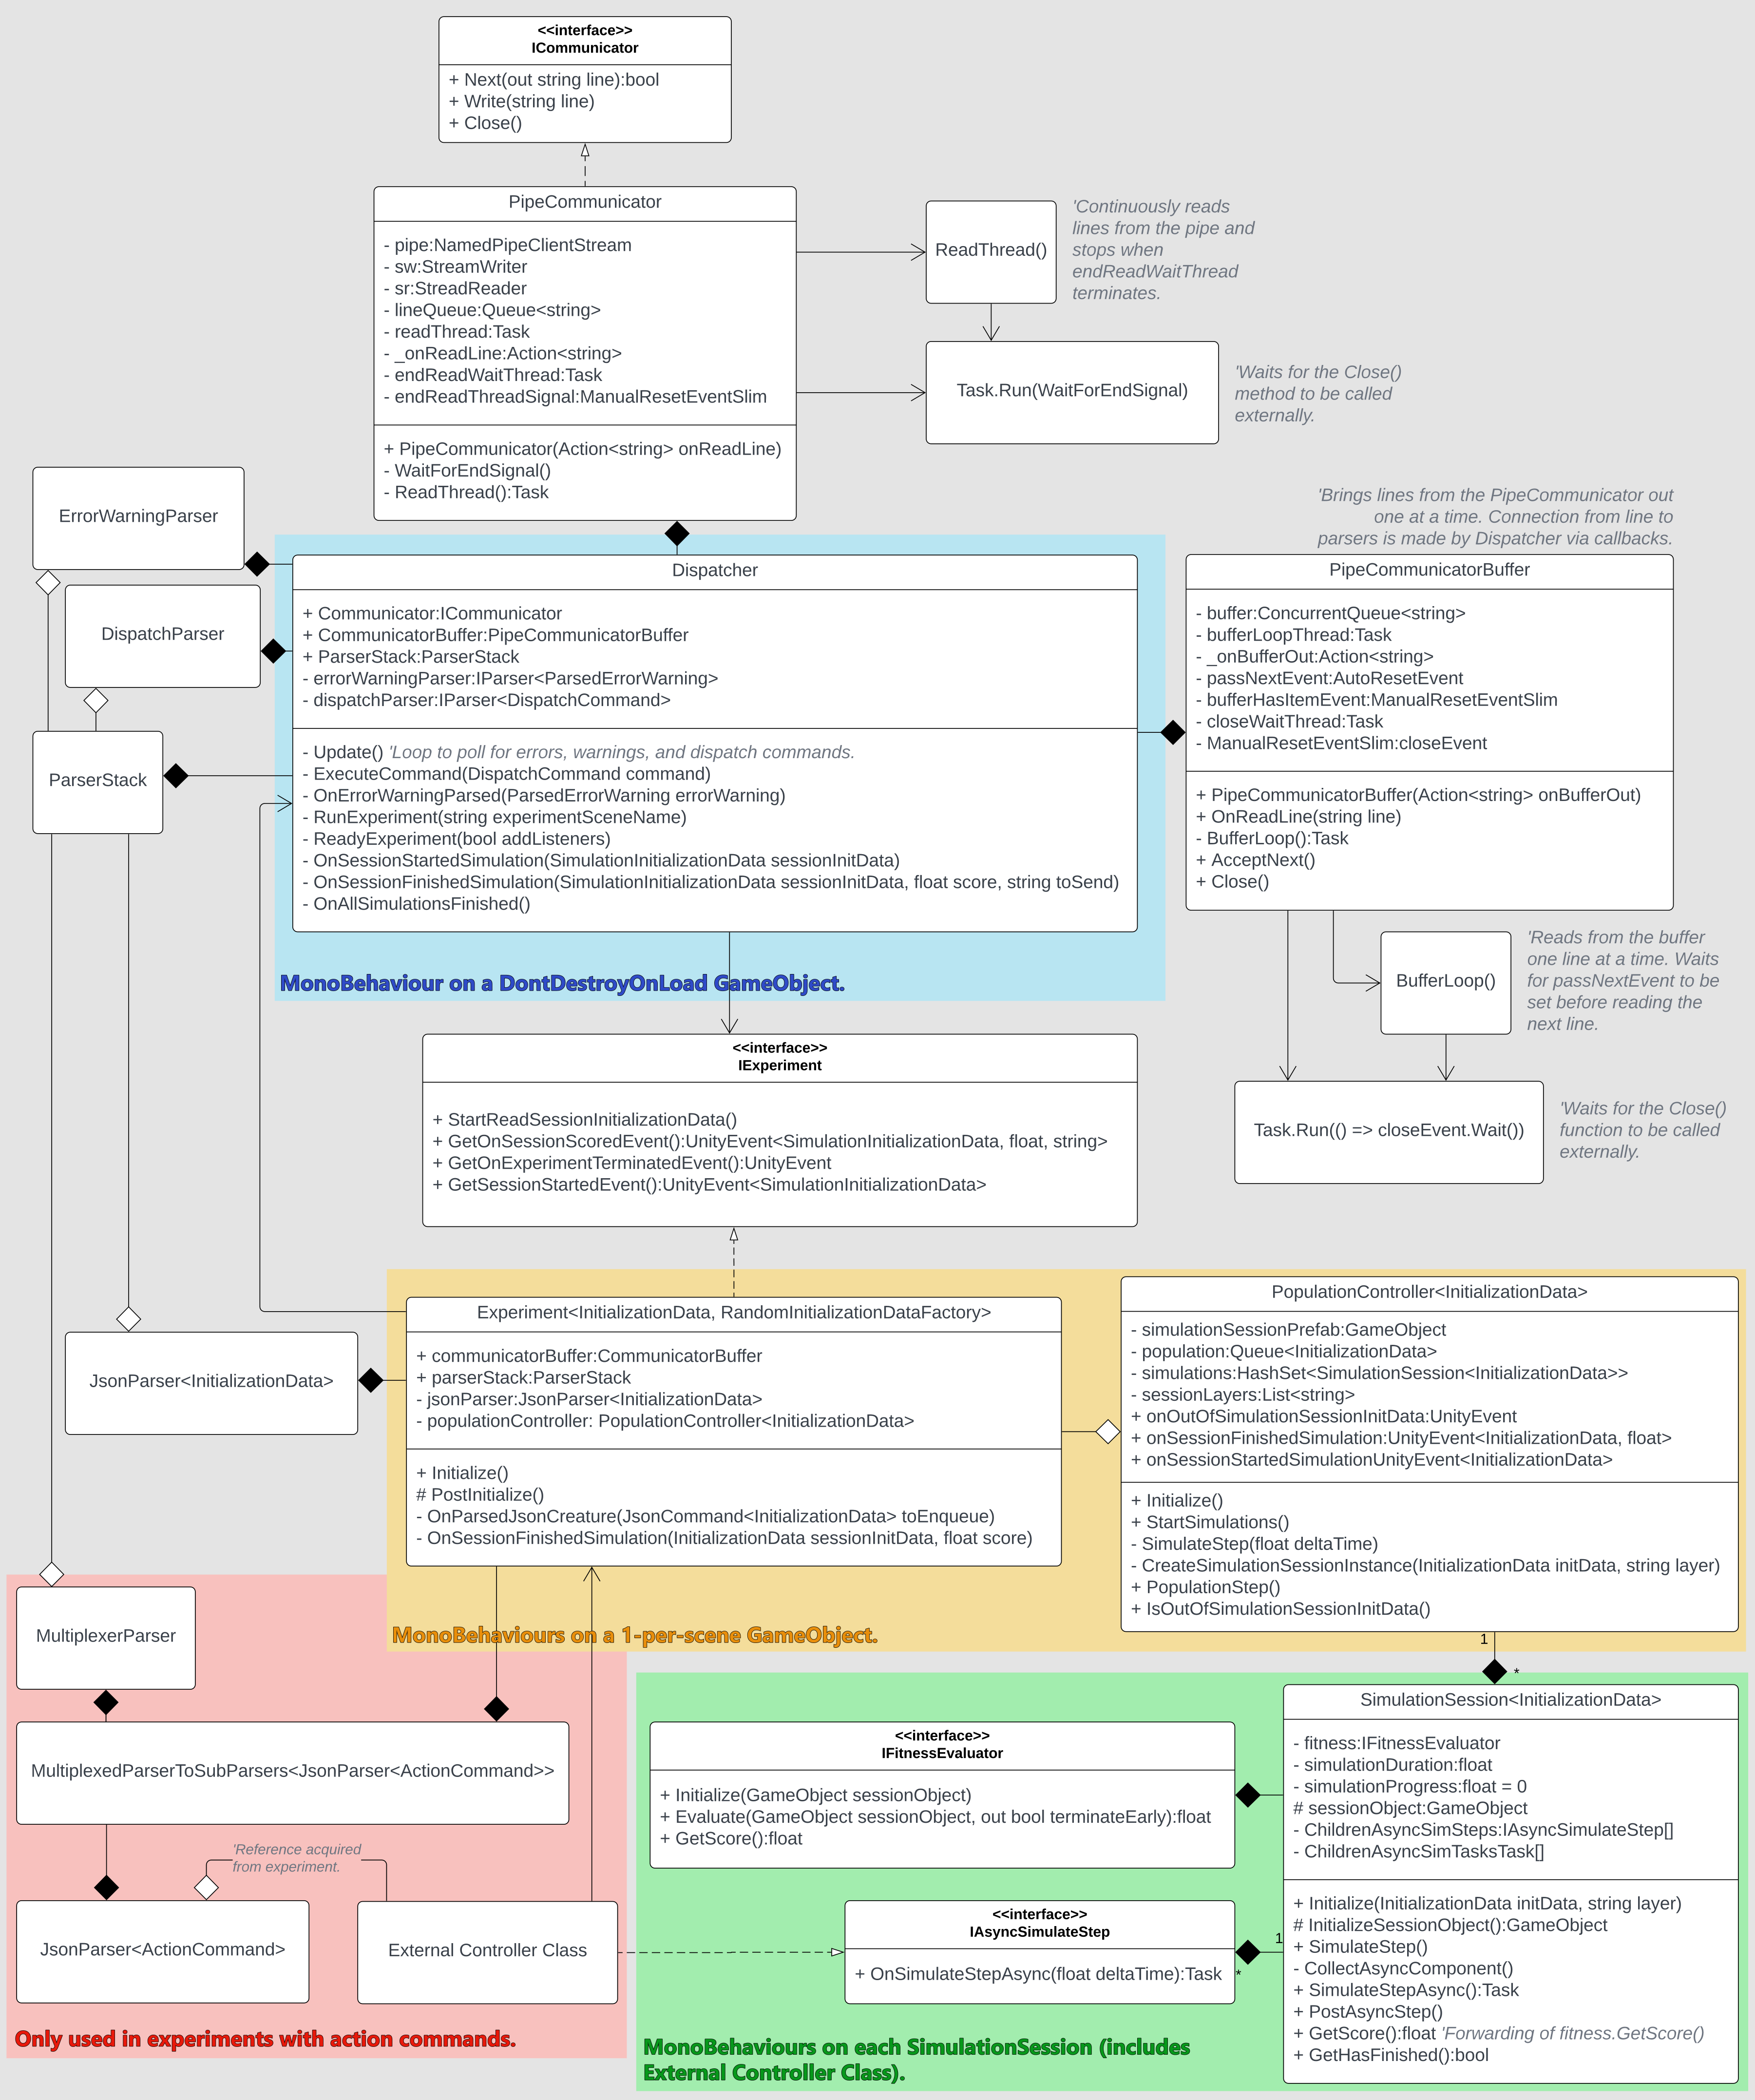 <<interface>>
ICommunicator
+ Next(out string line):bool
+ Write(string line)
+ Close()
PipeCommunicator
- pipe:NamedPipeClientStream
- sw:StreamWriter
- sr:StreadReader
- lineQueue:Queue<string>
- readThread:Task
- _onReadLine:Action<string>
- endReadWaitThread:Task
- endReadThreadSignal:ManualResetEventSlim
+ PipeCommunicator(Action<string> onReadLine)
- WaitForEndSignal()
- ReadThread():Task
ReadThread()
'Continuously reads
lines from the pipe and
stops when
endReadWaitThread
terminates.
Task.Run(WaitForEndSignal)
'Waits for the Close()
method to be called
externally.
ErrorWarningParser
DispatchParser
ParserStack
Dispatcher
+ Communicator:ICommunicator
+ CommunicatorBuffer:PipeCommunicatorBuffer
+ ParserStack:ParserStack
- errorWarningParser:IParser<ParsedErrorWarning>
- dispatchParser:IParser<DispatchCommand>
- Update() 'Loop to poll for errors, warnings, and dispatch commands.
- ExecuteCommand(DispatchCommand command)
- OnErrorWarningParsed(ParsedErrorWarning errorWarning)
- RunExperiment(string experimentSceneName)
- ReadyExperiment(bool addListeners)
- OnSessionStartedSimulation(SimulationInitializationData sessionInitData)
- OnSessionFinishedSimulation(SimulationInitializationData sessionInitData, float score, string toSend)
- OnAllSimulationsFinished()
MonoBehaviour on a DontDestroyOnLoad GameObject.
'Brings lines from the PipeCommunicator out
one at a time. Connection from line to
parsers is made by Dispatcher via callbacks.
PipeCommunicatorBuffer
- buffer:ConcurrentQueue<string>
- bufferLoopThread:Task
- _onBufferOut:Action<string>
- passNextEvent:AutoResetEvent
- bufferHasItemEvent:ManualResetEventSlim
- closeWaitThread:Task
- ManualResetEventSlim:closeEvent
+ PipeCommunicatorBuffer(Action<string> onBufferOut)
+ OnReadLine(string line)
- BufferLoop():Task
+ AcceptNext()
+ Close()
BufferLoop()
'Reads from the buffer
one line at a time. Waits
for passNextEvent to be
set before reading the
next line.
Task.Run(() => closeEvent.Wait())
'Waits for the Close()
function to be called
externally.
<<interface>>
IExperiment
+ StartReadSessionInitializationData()
+ GetOnSessionScoredEvent():UnityEvent<SimulationInitializationData, float, string>
+ GetOnExperimentTerminatedEvent():UnityEvent
+ GetSessionStartedEvent():UnityEvent<SimulationInitializationData>
JsonParser<InitializationData>
Experiment<InitializationData, RandomInitializationDataFactory>
+ communicatorBuffer:CommunicatorBuffer
+ parserStack:ParserStack
- jsonParser:JsonParser<InitializationData>
- populationController: PopulationController<InitializationData>
+ Initialize()
# PostInitialize()
- OnParsedJsonCreature(JsonCommand<InitializationData> toEnqueue)
- OnSessionFinishedSimulation(InitializationData sessionInitData, float score)
MonoBehaviours on a 1-per-scene GameObject.
PopulationController<InitializationData>
- simulationSessionPrefab:GameObject
- population:Queue<InitializationData>
- simulations:HashSet<SimulationSession<InitializationData>>
- sessionLayers:List<string>
+ onOutOfSimulationSessionInitData:UnityEvent
+ onSessionFinishedSimulation:UnityEvent<InitializationData, float>
+ onSessionStartedSimulationUnityEvent<InitializationData>
+ Initialize()
+ StartSimulations()
- SimulateStep(float deltaTime)
- CreateSimulationSessionInstance(InitializationData initData, string layer)
+ PopulationStep()
+ IsOutOfSimulationSessionInitData()
1
*
MultiplexerParser
MultiplexedParserToSubParsers<JsonParser<ActionCommand>>
'Reference acquired
from experiment.
JsonParser<ActionCommand>
External Controller Class
Only used in experiments with action commands.
<<interface>>
IFitnessEvaluator
+ Initialize(GameObject sessionObject)
+ Evaluate(GameObject sessionObject, out bool terminateEarly):float
+ GetScore():float
<<interface>>
IAsyncSimulateStep
+ OnSimulateStepAsync(float deltaTime):Task
1
*
SimulationSession<InitializationData>
- fitness:IFitnessEvaluator
- simulationDuration:float
- simulationProgress:float = 0
# sessionObject:GameObject
- ChildrenAsyncSimSteps:IAsyncSimulateStep[]
- ChildrenAsyncSimTasksTask[]
+ Initialize(InitializationData initData, string layer)
# InitializeSessionObject():GameObject
+ SimulateStep()
- CollectAsyncComponent()
+ SimulateStepAsync():Task
+ PostAsyncStep()
+ GetScore():float 'Forwarding of fitness.GetScore()
+ GetHasFinished():bool
MonoBehaviours on each SimulationSession (includes
External Controller Class).